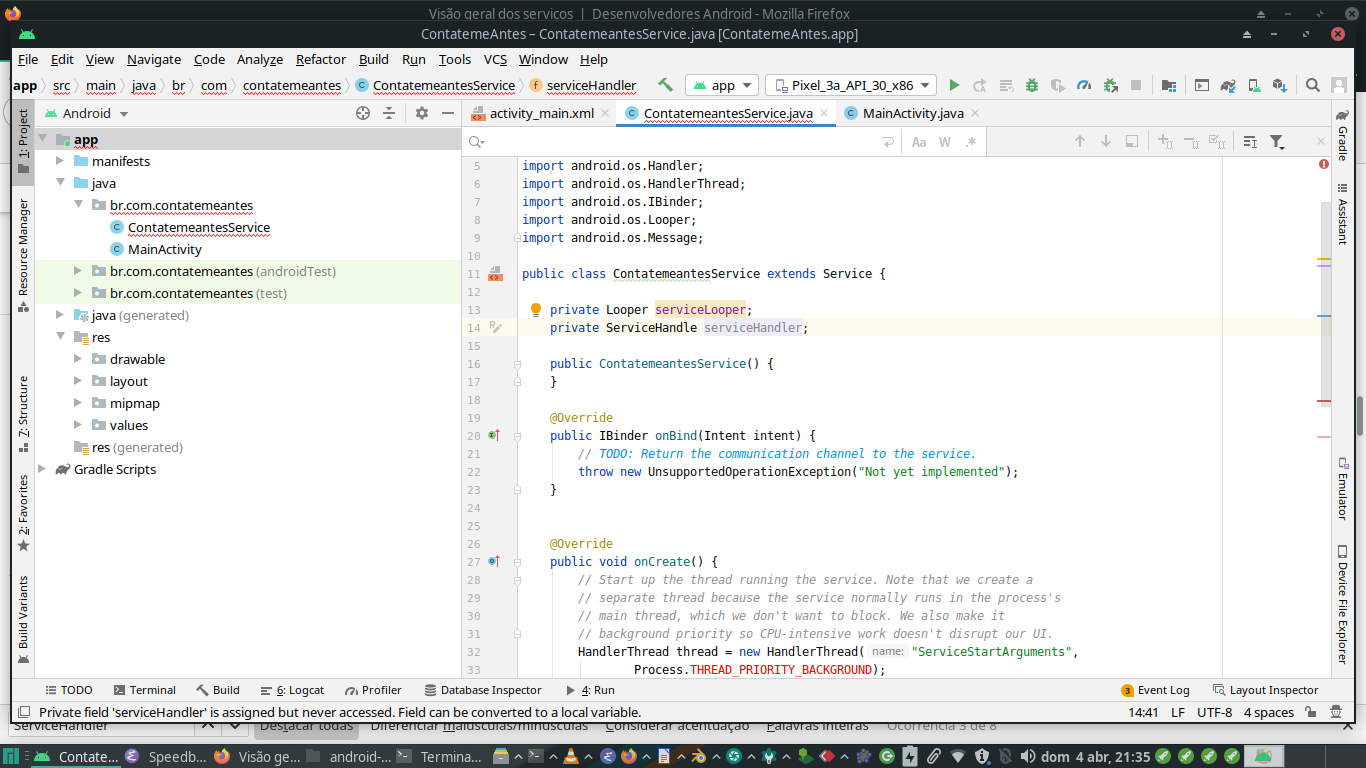 Visão geral dos servicos | Desenvolvedores Android - Mozilla Firefox
ContatemeAntes – ContatemeantesService.java [ContatemeAntes.app]
File Edit View Navigate Code Analyze Refactor Build Run Tools VCS Window Help
app src main java br com contatemeantes ContatemeantesService serviceHandler app Pixel_3a_API_30_x86
1: Project
Resource Manager
7: Structure
2: Favorites
Build Variants
Android
app
manifests
java
br.com.contatemeantes
ContatemeantesService
MainActivity
br.com.contatemeantes (androidTest)
br.com.contatemeantes (test)
java (generated)
res
drawable
layout
mipmap
values
res (generated)
Gradle Scripts
activity_main.xml ContatemeantesService.java MainActivity.java
Aa W .*
5 import android.os.Handler;
6 import android.os.HandlerThread;
7 import android.os.IBinder;
8 import android.os.Looper;
9 import android.os.Message;
10
11 public class ContatemeantesService extends Service {
12
13 private Looper serviceLooper;
14 private ServiceHandle serviceHandler;
15
16 public ContatemeantesService() {
17 }
18
19 @Override
20 public IBinder onBind(Intent intent) {
21 // TODO: Return the communication channel to the service.
22 throw new UnsupportedOperationException("Not yet implemented");
23 }
24
25
26 @Override
27 public void onCreate() {
28 // Start up the thread running the service. Note that we create a
29 // separate thread because the service normally runs in the process's
30 // main thread, which we don't want to block. We also make it
31 // background priority so CPU-intensive work doesn't disrupt our UI.
32 HandlerThread thread = new HandlerThread( name: "ServiceStartArguments",
33 Process.THREAD_PRIORITY_BACKGROUND);
Gradle
Assistant
Emulator
Device File Explorer
TODO Terminal Build 6: Logcat Profiler Database Inspector 4: Run 3 Event Log Layout Inspector
Private field 'serviceHandler' is assigned but never accessed. Field can be converted to a local variable. 14:41 LF UTF-8 4 spaces
ServiceHandler Destacar todas Diferenciar maiúsculas/minúsculas Considerar acentuação Palavras inteiras Ocorrência 3 de 8
Contate... Speedb... Visão ge... android-... Termina... dom 4 abr, 21:35